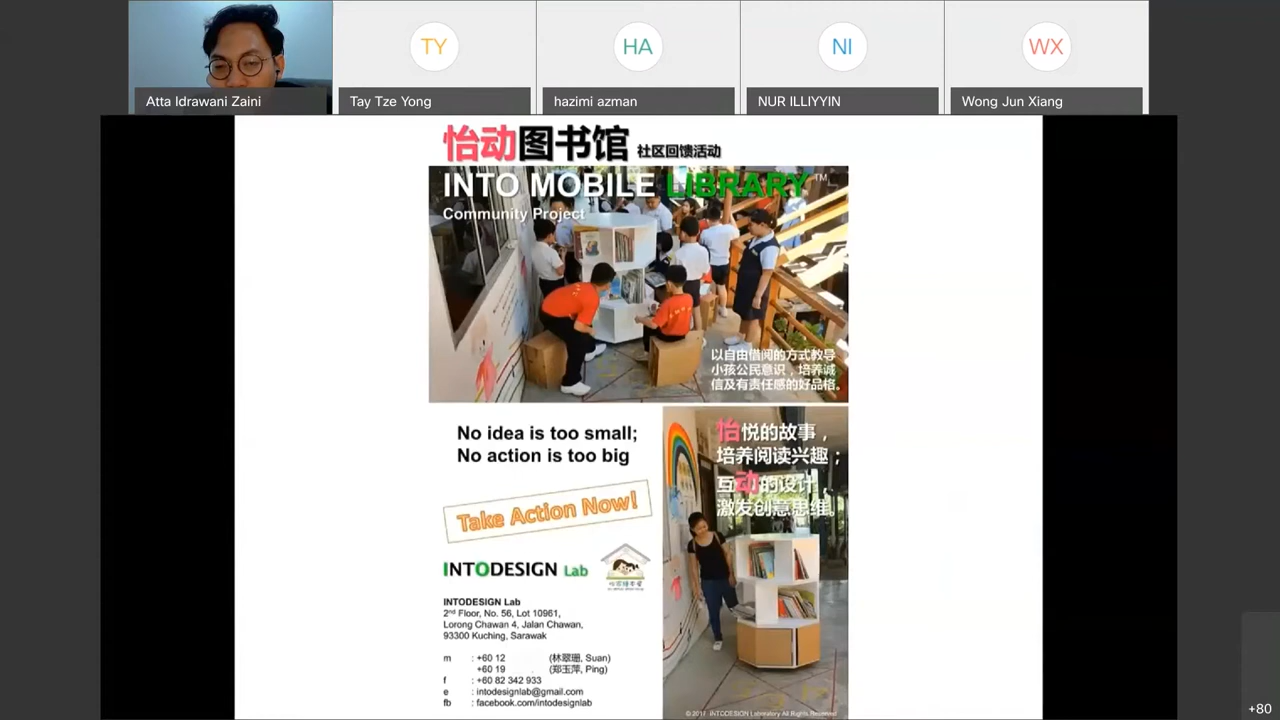 TY
HA
NI
WX
Atta Idrawani Zaini
Tay Tze Yong
hazimi azman
NUR ILLIYYIN
Wong Jun Xiang
怡动图书馆 社区回馈活动
INTO MOBILE LIBRARY™
Community Project
以自由借阅的方式教导
小孩公民意识，培养诚
信及有责任感的好品格。
No idea is too small;
No action is too big
Take Action Now!
怡悦的故事，
培养阅读兴趣；
互动的设计，
激发创意思维。
INTODESIGN Lab
INTODESIGN Lab
2nd Floor, No. 56, Lot 10961,
Lorong Chawan 4, Jalan Chawan,
93300 Kuching, Sarawak
m : +60 12 (林翠珊, Suan)
+60 19 (郑玉萍, Ping)
f : +60 82 342 933
e : intodesignlab@gmail.com
fb : facebook.com/intodesignlab
© 2017 INTODESIGN Laboratory All Rights Reserved
+80